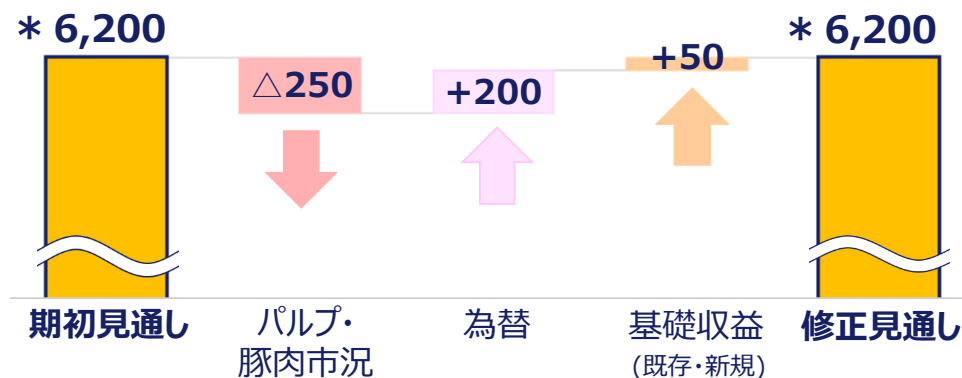 * 6,200
△250
+200
+50
* 6,200
期初見通し
パルプ・
豚肉市況
為替
基礎収益
(既存・新規)
修正見通し